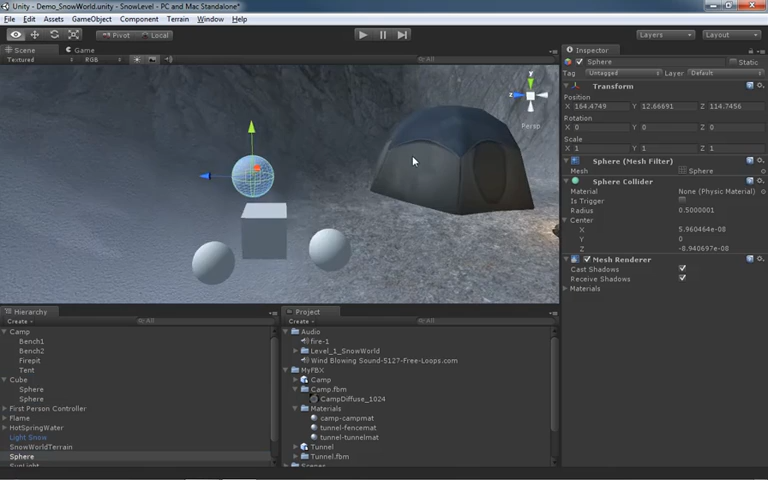 Unity - Demo_SnowWorld.unity - SnowLevel - PC and Mac Standalone*
File Edit Assets GameObject Component Terrain Window Help
Pivot Local Layers Layout
Scene Game
Textured RGB All
y
z
Persp
Inspector
Sphere Static
Tag Untagged Layer Default
Transform
Position
X 164.4749 Y 12.66691 Z 114.7456
Rotation
X 0 Y 0 Z 0
Scale
X 1 Y 1 Z 1
Sphere (Mesh Filter)
Mesh Sphere
Sphere Collider
Material None (Physic Material)
Is Trigger
Radius 0.5000001
Center
X 5.960464e-08
Y 0
Z -8.940697e-08
Mesh Renderer
Cast Shadows
Receive Shadows
Materials
Hierarchy
Create All
Camp
Bench1
Bench2
Firepit
Tent
Cube
Sphere
Sphere
First Person Controller
Flame
HotSpringWater
Light Snow
SnowWorldTerrain
Sphere
SunLight
Project
Create All
Audio
fire-1
Level_1_SnowWorld
Wind Blowing Sound-5127-Free-Loops.com
MyFBX
Camp
Camp.fbm
CampDiffuse_1024
Materials
camp-campmat
tunnel-fencemat
tunnel-tunnelmat
Tunnel
Tunnel.fbm
Scenes